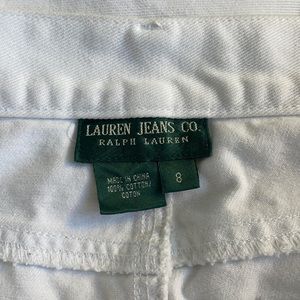 LAUREN JEANS CO.
RALPH LAUREN
MADE IN CHINA
100% COTTON/
COTON
8